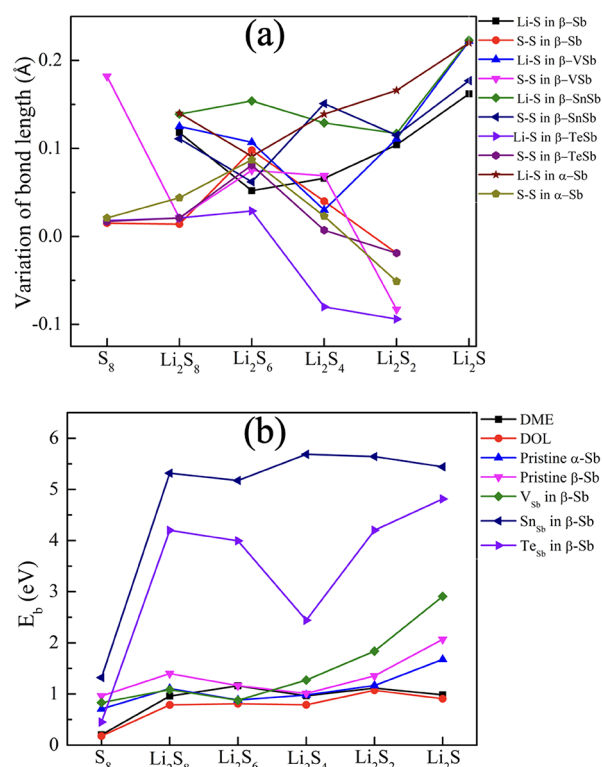 (a)
Variation of bond length (Å)
0.2
0.1
0.0
-0.1
S8
Li2S8
Li2S6
Li2S4
Li2S2
Li2S
Li-S in β–Sb
S-S in β–Sb
Li-S in β–VSb
S-S in β–VSb
Li-S in β–SnSb
S-S in β–SnSb
Li-S in β–TeSb
S-S in β–TeSb
Li-S in α–Sb
S-S in α–Sb
(b)
Eb (eV)
6
5
4
3
2
1
0
S8
Li2S8
Li2S6
Li2S4
Li2S2
Li2S
DME
DOL
Pristine α-Sb
Pristine β-Sb
VSb in β-Sb
SnSb in β-Sb
TeSb in β-Sb